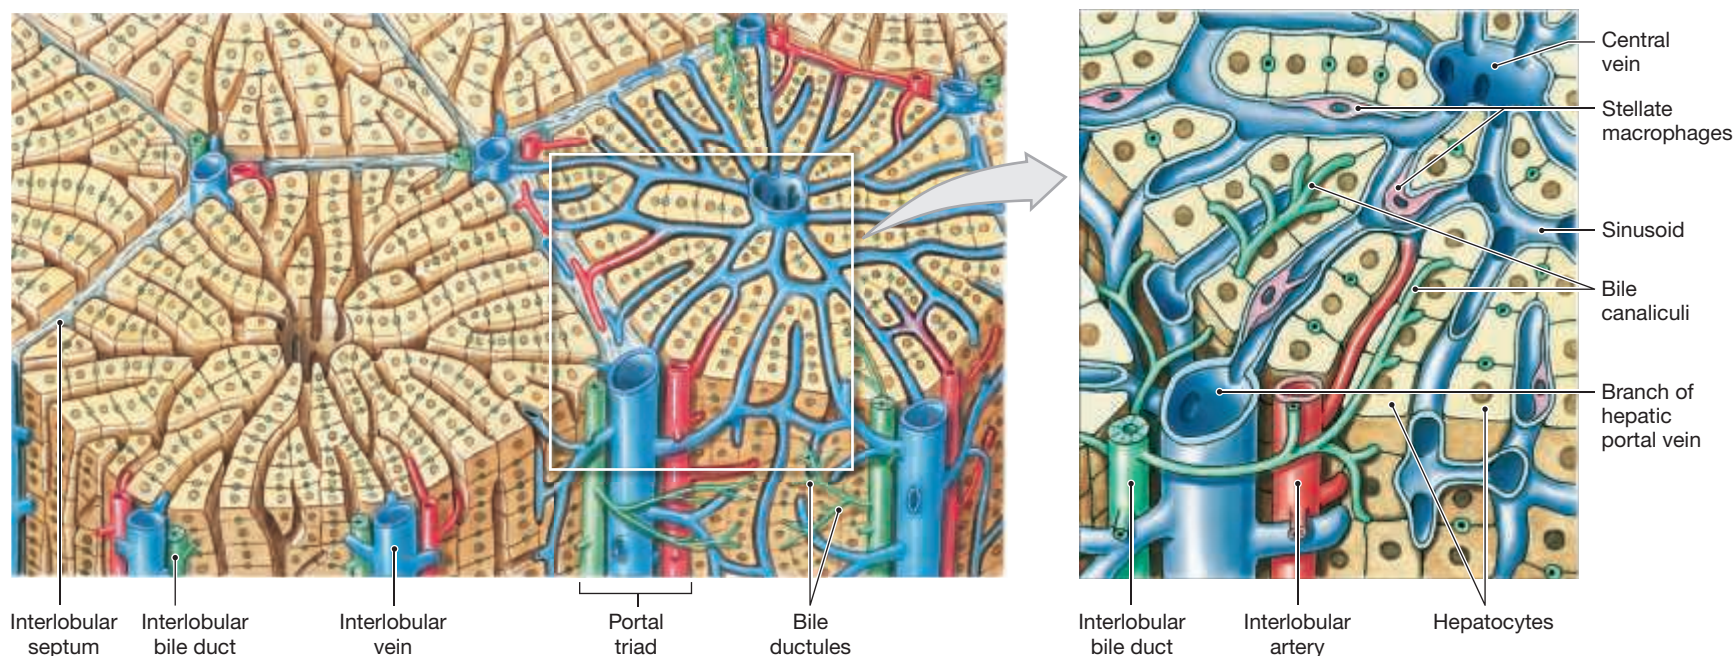 Central
vein
Stellate
macrophages
Sinusoid
Bile
canaliculi
Branch of
hepatic
portal vein
Interlobular
septum
Interlobular
bile duct
Interlobular
vein
Portal
triad
Bile
ductules
Interlobular
bile duct
Interlobular
artery
Hepatocytes